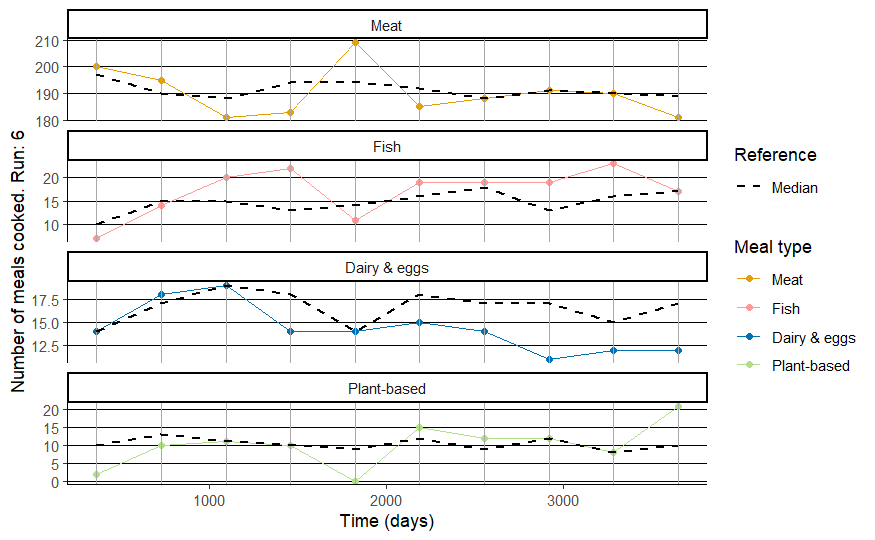 Meat
210
200
190
180
Fish
20
15
10
Dairy & eggs
17.5
15.0
12.5
Plant-based
20
15
10
5
0
1000 2000 3000
Time (days)
Number of meals cooked. Run: 6
Reference
Median
Meal type
Meat
Fish
Dairy & eggs
Plant-based